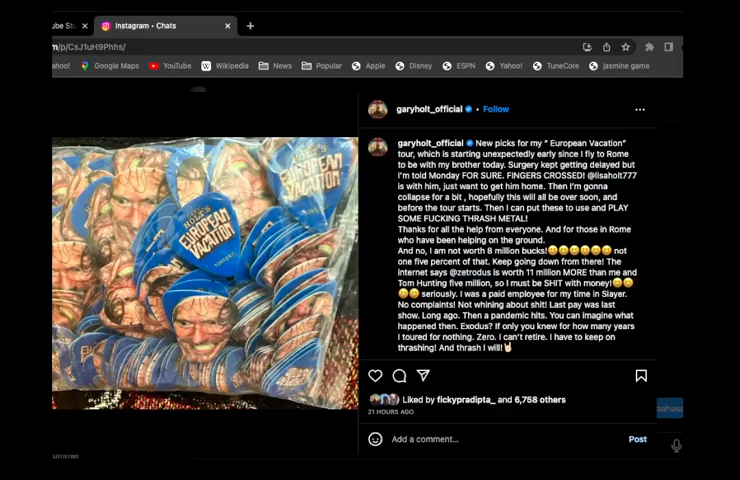 ube St
Instagram • Chats
m/p/CsJ1uH9Phhs/
ahoo!
Google Maps
YouTube
Wikipedia
News
Popular
Apple
Disney
ESPN
Yahoo!
TuneCore
jasmine game
garyholt_official • Follow
garyholt_official New picks for my " European Vacation"
tour, which is starting unexpectedly early since I fly to Rome
to be with my brother today. Surgery kept getting delayed but
I'm told Monday FOR SURE. FINGERS CROSSED! @lisaholt777
is with him, just want to get him home. Then I'm gonna
collapse for a bit , hopefully this will all be over soon, and
before the tour starts. Then I can put these to use and PLAY
SOME FUCKING THRASH METAL!
Thanks for all the help from everyone. And for those in Rome
who have been helping on the ground.
And no, I am not worth 8 million bucks!😂😂😂😂😂😂 not
one five percent of that. Keep going down from there! The
internet says @zetrodus is worth 11 million MORE than me and
Tom Hunting five million, so I must be SHIT with money!😂😂
😂😂 seriously. I was a paid employee for my time in Slayer.
No complaints! Not whining about shit! Last pay was last
show. Long ago. Then a pandemic hits. You can imagine what
happened then. Exodus? If only you knew for how many years
I toured for nothing. Zero. I can't retire. I have to keep on
thrashing! And thrash I will!🤘🏻
Liked by fickypradipta_ and 6,758 others
21 HOURS AGO
Add a comment...
Post
HOLT'S
EUROPEAN
VACATION
EUROPEAN
VACATION
bahasa